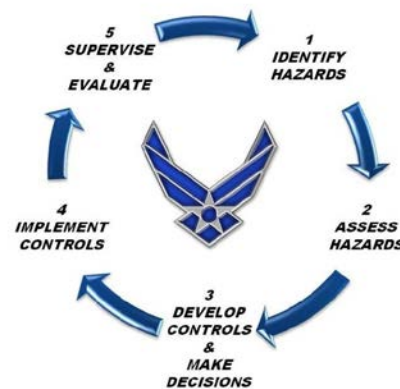 1
IDENTIFY
HAZARDS
2
ASSESS
HAZARDS
3
DEVELOP
CONTROLS
&
MAKE
DECISIONS
4
IMPLEMENT
CONTROLS
5
SUPERVISE
&
EVALUATE